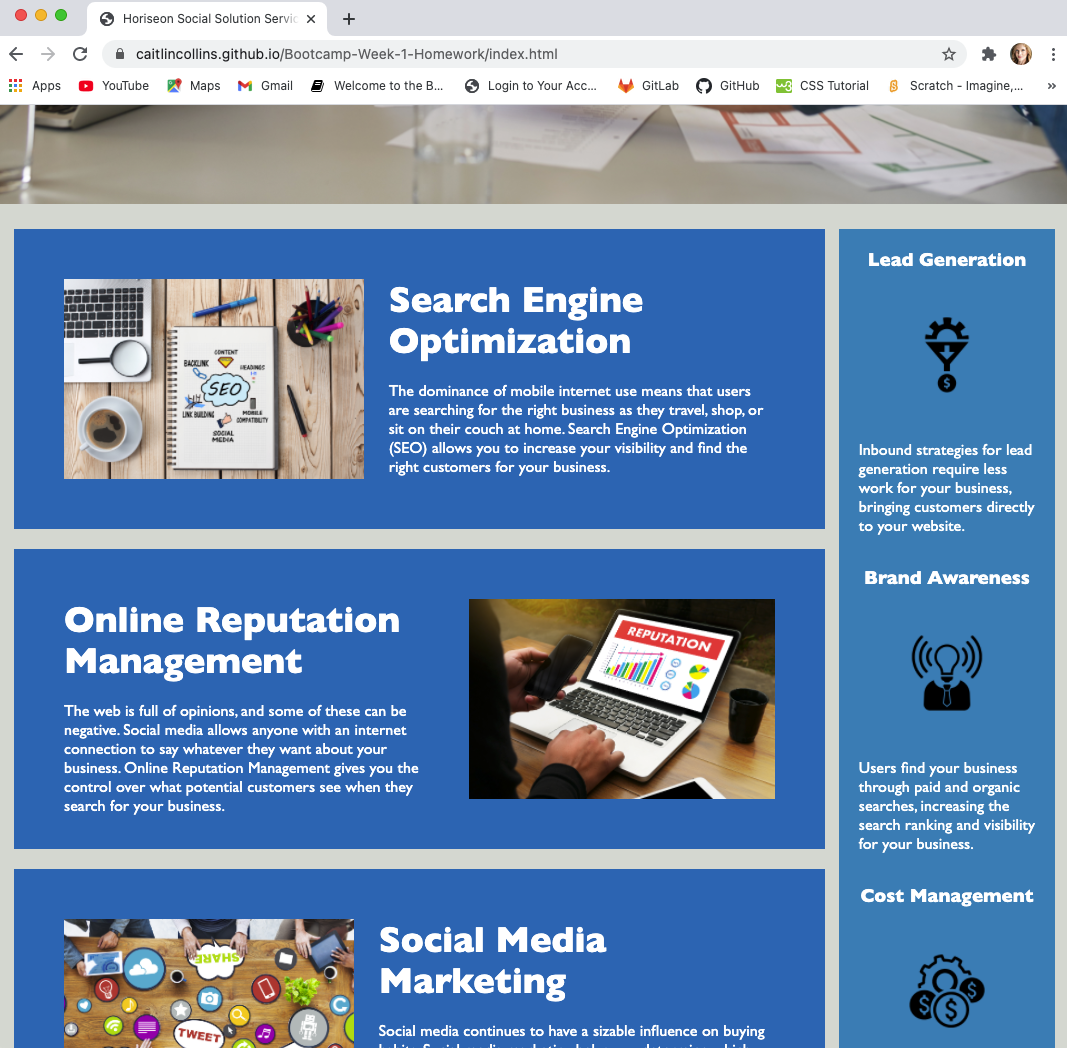 Horiseon Social Solution Servic
caitlincollins.github.io/Bootcamp-Week-1-Homework/index.html
Apps
YouTube
Maps
Gmail
Welcome to the B...
Login to Your Acc...
GitLab
GitHub
CSS Tutorial
Scratch - Imagine,...
»
CONTENT
BACKLINK
HEADINGS
SEO
LINK BUILDING
MOBILE COMPATIBILITY
SOCIAL MEDIA
Search Engine
Optimization
The dominance of mobile internet use means that users
are searching for the right business as they travel, shop, or
sit on their couch at home. Search Engine Optimization
(SEO) allows you to increase your visibility and find the
right customers for your business.
Online Reputation
Management
The web is full of opinions, and some of these can be
negative. Social media allows anyone with an internet
connection to say whatever they want about your
business. Online Reputation Management gives you the
control over what potential customers see when they
search for your business.
REPUTATION
SHARE
TWEET
Social Media
Marketing
Social media continues to have a sizable influence on buying
Lead Generation
$
Inbound strategies for lead
generation require less
work for your business,
bringing customers directly
to your website.
Brand Awareness
Users find your business
through paid and organic
searches, increasing the
search ranking and visibility
for your business.
Cost Management
$ $ $